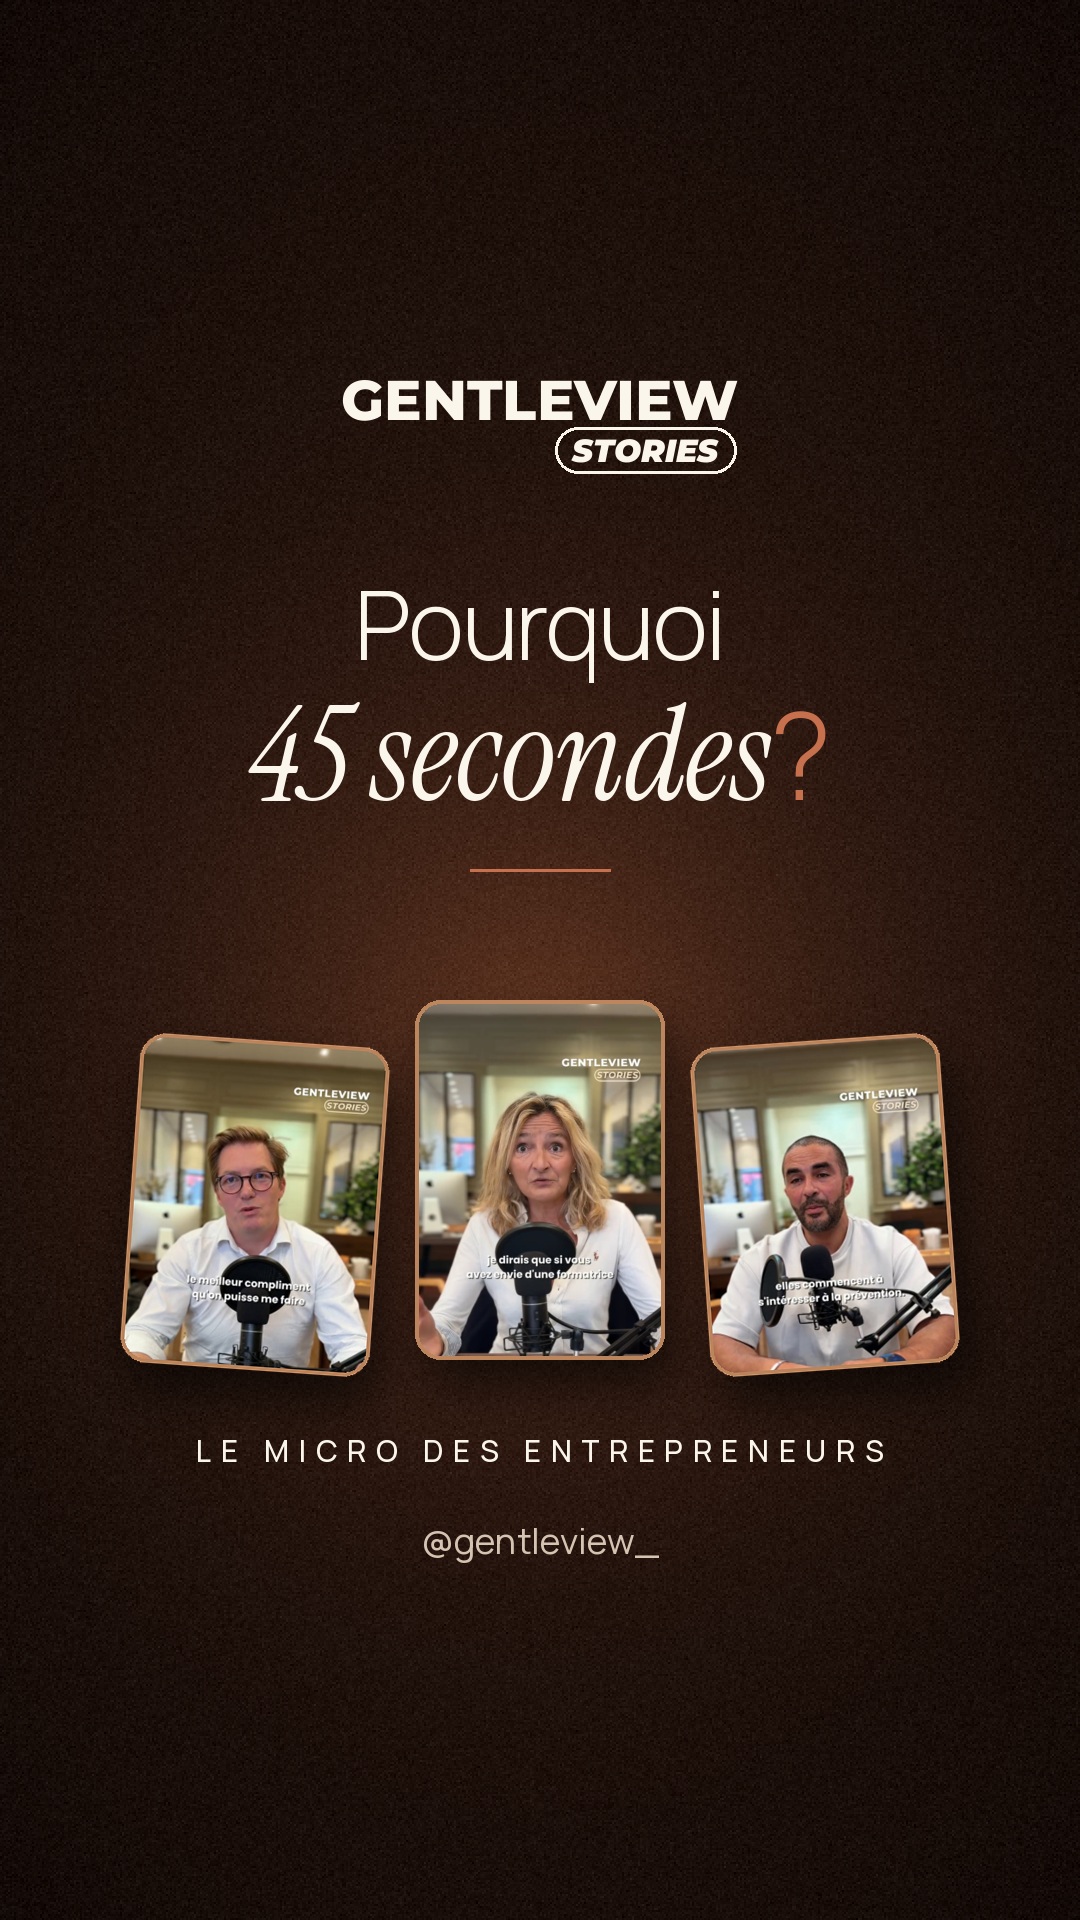 GENTLEVIEW
STORIES
Pourquoi
45 secondes?
GENTLEVIEW
STORIES
le meilleur compliment
qu'on puisse me faire
GENTLEVIEW
STORIES
je dirais que si vous
avez envie d'une formatrice
GENTLEVIEW
STORIES
elles commencent à
s'intéresser à la prévention.
LE MICRO DES ENTREPRENEURS
@gentleview_